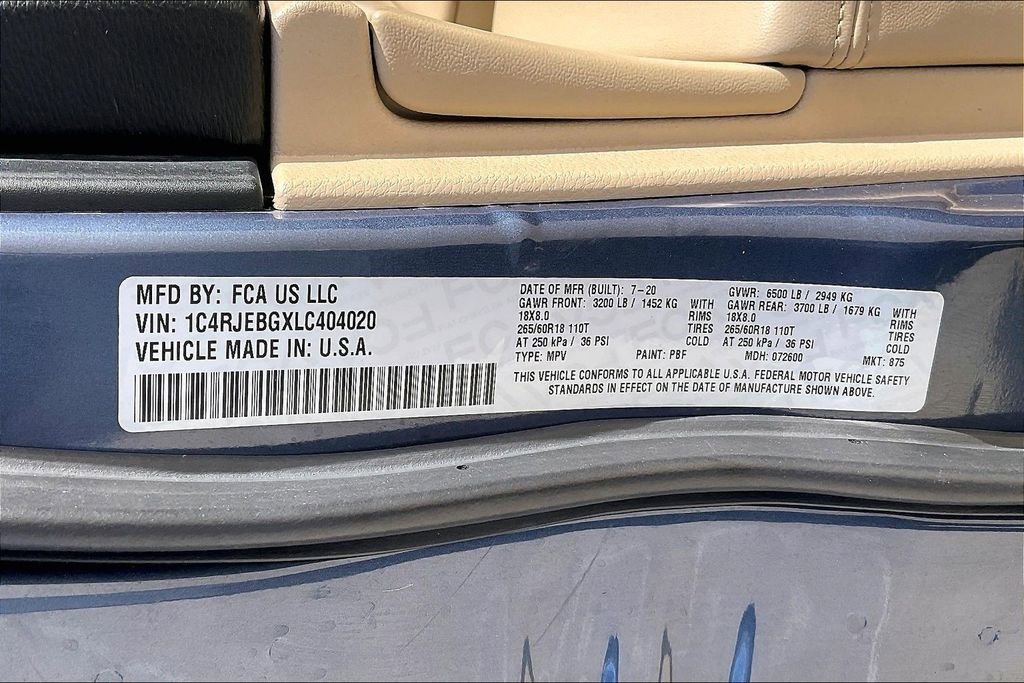 MFD BY: FCA US LLC
VIN: 1C4RJEBGXLC404020
VEHICLE MADE IN: U.S.A.
DATE OF MFR (BUILT): 7-20
GAWR FRONT: 3200 LB / 1452 KG WITH
18X8.0 RIMS
265/60R18 110T TIRES
AT 250 kPa / 36 PSI COLD
TYPE: MPV PAINT: PBF
GVWR: 6500 LB / 2949 KG
GAWR REAR: 3700 LB / 1679 KG WITH
18X8.0 RIMS
265/60R18 110T TIRES
AT 250 kPa / 36 PSI COLD
MDH: 072600 MKT: 875
THIS VEHICLE CONFORMS TO ALL APPLICABLE U.S.A. FEDERAL MOTOR VEHICLE SAFETY
STANDARDS IN EFFECT ON THE DATE OF MANUFACTURE SHOWN ABOVE.